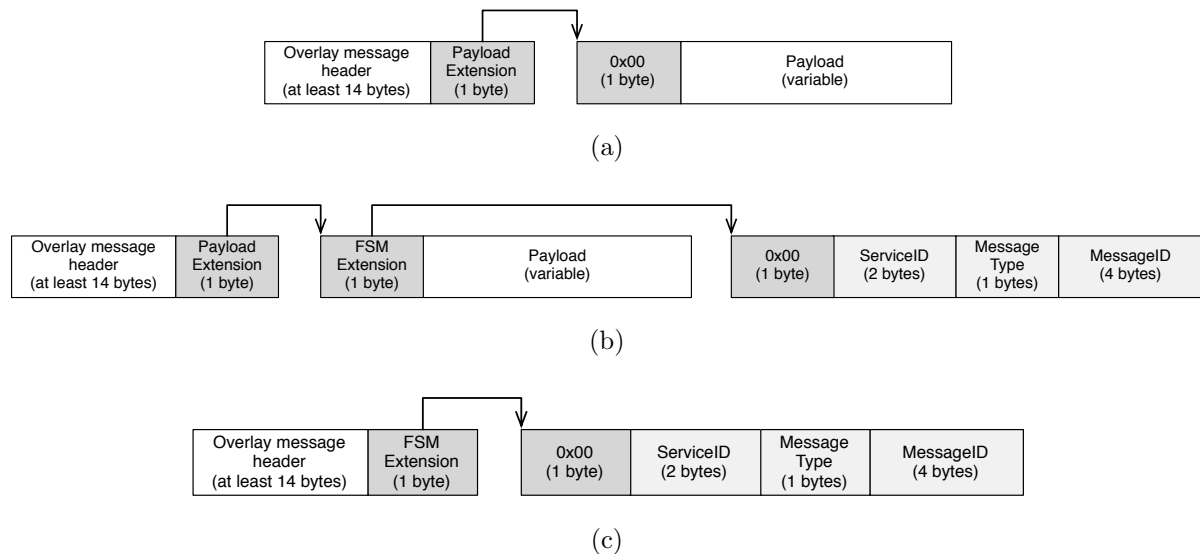 Overlay message
header
(at least 14 bytes)
Payload
Extension
(1 byte)
0x00
(1 byte)
Payload
(variable)
(a)
Overlay message
header
(at least 14 bytes)
Payload
Extension
(1 byte)
FSM
Extension
(1 byte)
Payload
(variable)
0x00
(1 byte)
ServiceID
(2 bytes)
Message
Type
(1 bytes)
MessageID
(4 bytes)
(b)
Overlay message
header
(at least 14 bytes)
FSM
Extension
(1 byte)
0x00
(1 byte)
ServiceID
(2 bytes)
Message
Type
(1 bytes)
MessageID
(4 bytes)
(c)